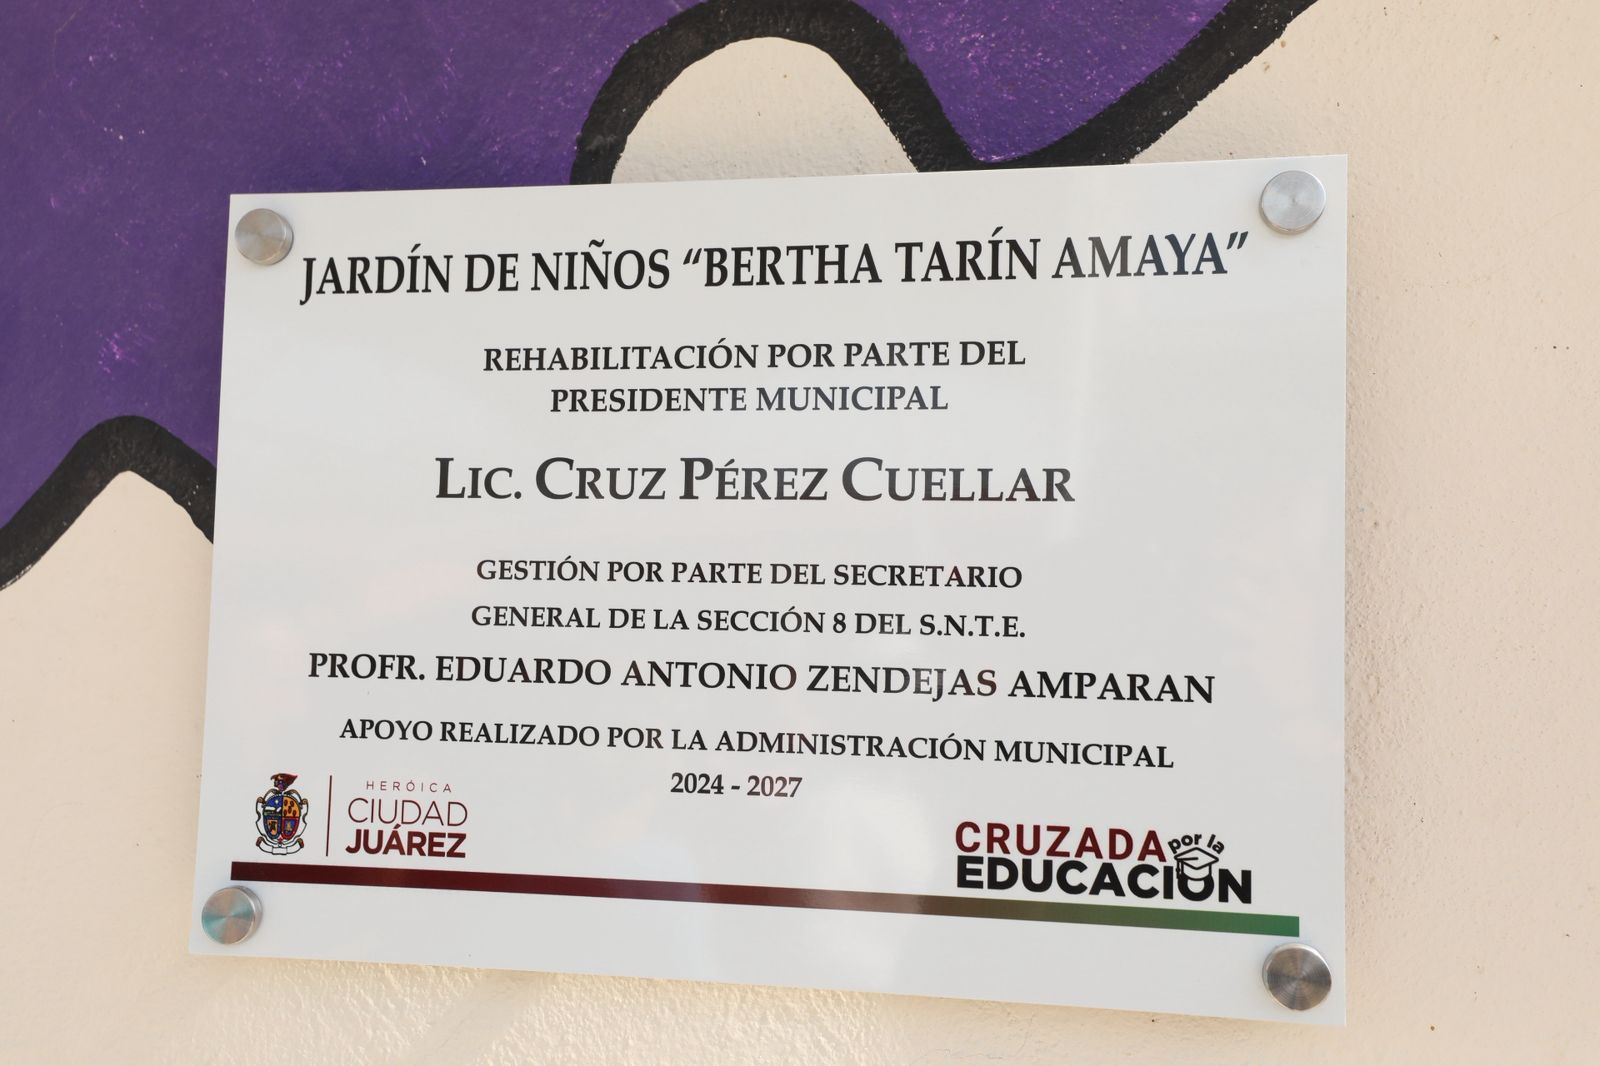 JARDÍN DE NIÑOS “BERTHA TARÍN AMAYA”
REHABILITACIÓN POR PARTE DEL
PRESIDENTE MUNICIPAL
LIC. CRUZ PÉREZ CUELLAR
GESTIÓN POR PARTE DEL SECRETARIO
GENERAL DE LA SECCIÓN 8 DEL S.N.T.E.
PROFR. EDUARDO ANTONIO ZENDEJAS AMPARAN
APOYO REALIZADO POR LA ADMINISTRACIÓN MUNICIPAL
2024 - 2027
HERÓICA
CIUDAD
JUÁREZ
CRUZADA por la
EDUCACIÓN